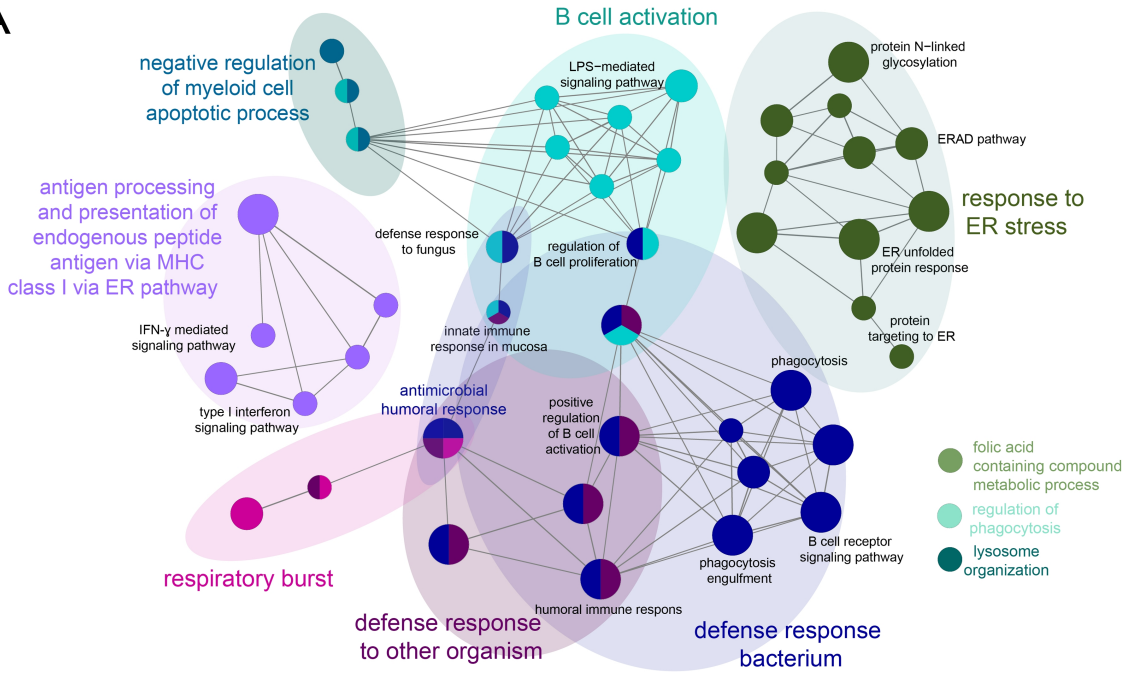 A
B cell activation
negative regulation
of myeloid cell
apoptotic process
LPS−mediated
signaling pathway
protein N−linked
glycosylation
ERAD pathway
response to
ER stress
antigen processing
and presentation of
endogenous peptide
antigen via MHC
class I via ER pathway
defense response
to fungus
regulation of
B cell proliferation
ER unfolded
protein response
IFN-γ mediated
signaling pathway
innate immune
response in mucosa
protein
targeting to ER
phagocytosis
type I interferon
signaling pathway
antimicrobial
humoral response
positive
regulation
of B cell
activation
folic acid
containing compound
metabolic process
regulation of
phagocytosis
lysosome
organization
B cell receptor
signaling pathway
phagocytosis
engulfment
respiratory burst
humoral immune respons
defense response
to other organism
defense response
bacterium